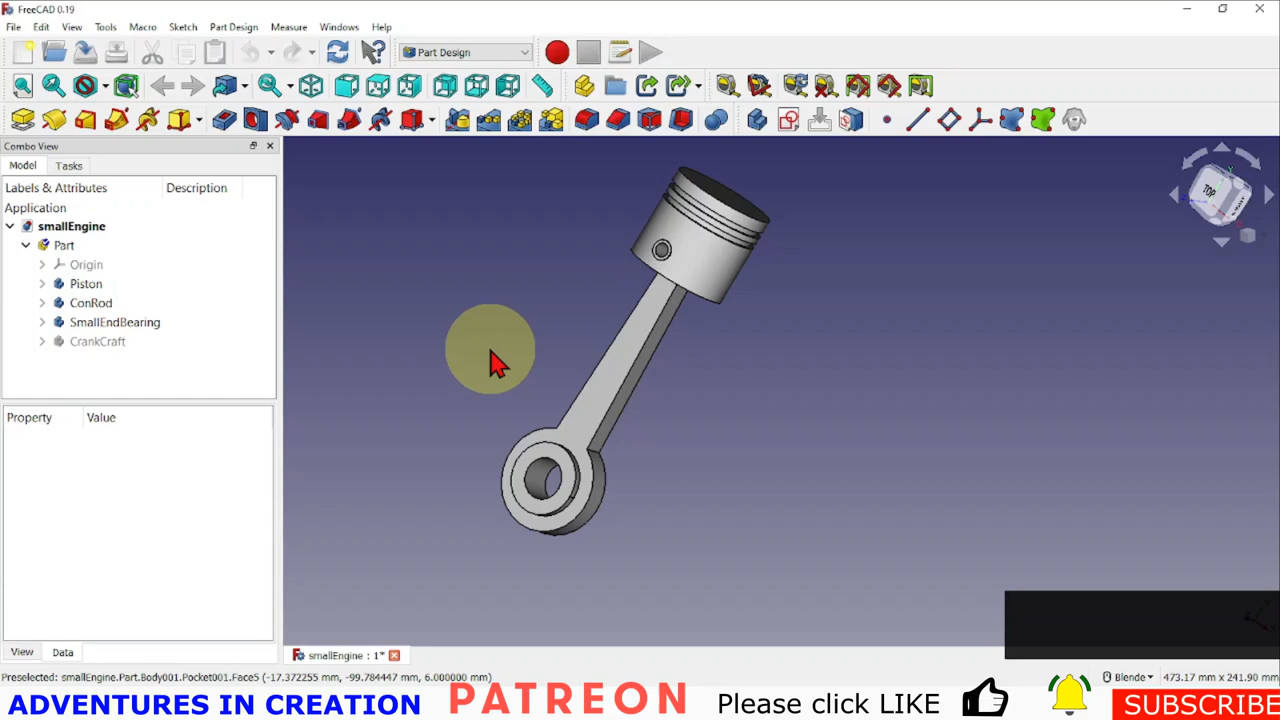 FreeCAD 0.19
File Edit View Tools Macro Sketch Part Design Measure Windows Help
Part Design
Combo View
Model Tasks
Labels & Attributes Description
Application
smallEngine
Part
Origin
Piston
ConRod
SmallEndBearing
CrankCraft
TOP
Property Value
View Data
smallEngine : 1*
Preselected: smallEngine.Part.Body001.Pocket001.Face5 (-17.372255 mm, -99.784447 mm, 6.000000 mm)
Blende 473.17 mm x 241.90 mm
ADVENTURES IN CREATION PATREON Please click LIKE SUBSCRIBE